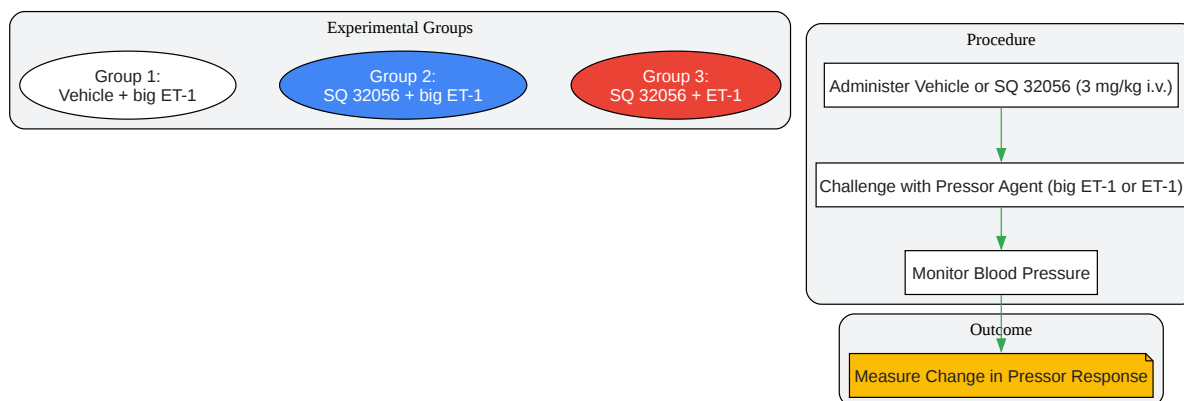 Experimental Groups
Group 1:
Vehicle + big ET-1
Group 2:
SQ 32056 + big ET-1
Group 3:
SQ 32056 + ET-1
Procedure
Administer Vehicle or SQ 32056 (3 mg/kg i.v.)
Challenge with Pressor Agent (big ET-1 or ET-1)
Monitor Blood Pressure
Outcome
Measure Change in Pressor Response